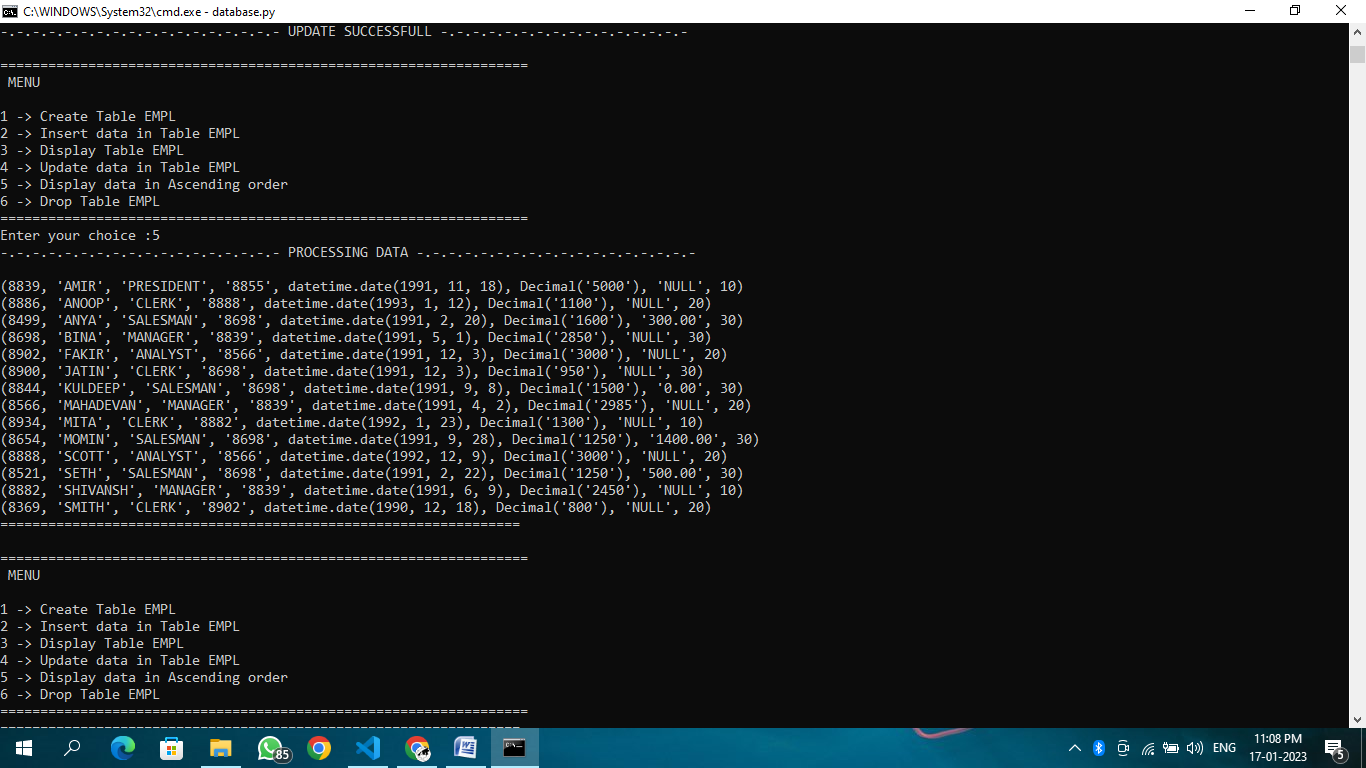 C:\WINDOWS\System32\cmd.exe - database.py
-.-.-.-.-.-.-.-.-.-.-.-.-.-.-.-.-.- UPDATE SUCCESSFULL -.-.-.-.-.-.-.-.-.-.-.-.-.-.-.-
==================================================================
MENU
1 -> Create Table EMPL
2 -> Insert data in Table EMPL
3 -> Display Table EMPL
4 -> Update data in Table EMPL
5 -> Display data in Ascending order
6 -> Drop Table EMPL
==================================================================
Enter your choice :5
-.-.-.-.-.-.-.-.-.-.-.-.-.-.-.-.-.- PROCESSING DATA -.-.-.-.-.-.-.-.-.-.-.-.-.-.-.-.-.-
(8839, 'AMIR', 'PRESIDENT', '8855', datetime.date(1991, 11, 18), Decimal('5000'), 'NULL', 10)
(8886, 'ANOOP', 'CLERK', '8888', datetime.date(1993, 1, 12), Decimal('1100'), 'NULL', 20)
(8499, 'ANYA', 'SALESMAN', '8698', datetime.date(1991, 2, 20), Decimal('1600'), '300.00', 30)
(8698, 'BINA', 'MANAGER', '8839', datetime.date(1991, 5, 1), Decimal('2850'), 'NULL', 30)
(8902, 'FAKIR', 'ANALYST', '8566', datetime.date(1991, 12, 3), Decimal('3000'), 'NULL', 20)
(8900, 'JATIN', 'CLERK', '8698', datetime.date(1991, 12, 3), Decimal('950'), 'NULL', 30)
(8844, 'KULDEEP', 'SALESMAN', '8698', datetime.date(1991, 9, 8), Decimal('1500'), '0.00', 30)
(8566, 'MAHADEVAN', 'MANAGER', '8839', datetime.date(1991, 4, 2), Decimal('2985'), 'NULL', 20)
(8934, 'MITA', 'CLERK', '8882', datetime.date(1992, 1, 23), Decimal('1300'), 'NULL', 10)
(8654, 'MOMIN', 'SALESMAN', '8698', datetime.date(1991, 9, 28), Decimal('1250'), '1400.00', 30)
(8888, 'SCOTT', 'ANALYST', '8566', datetime.date(1992, 12, 9), Decimal('3000'), 'NULL', 20)
(8521, 'SETH', 'SALESMAN', '8698', datetime.date(1991, 2, 22), Decimal('1250'), '500.00', 30)
(8882, 'SHIVANSH', 'MANAGER', '8839', datetime.date(1991, 6, 9), Decimal('2450'), 'NULL', 10)
(8369, 'SMITH', 'CLERK', '8902', datetime.date(1990, 12, 18), Decimal('800'), 'NULL', 20)
=================================================================
==================================================================
MENU
1 -> Create Table EMPL
2 -> Insert data in Table EMPL
3 -> Display Table EMPL
4 -> Update data in Table EMPL
5 -> Display data in Ascending order
6 -> Drop Table EMPL
==================================================================
85
ENG
11:08 PM
17-01-2023
5